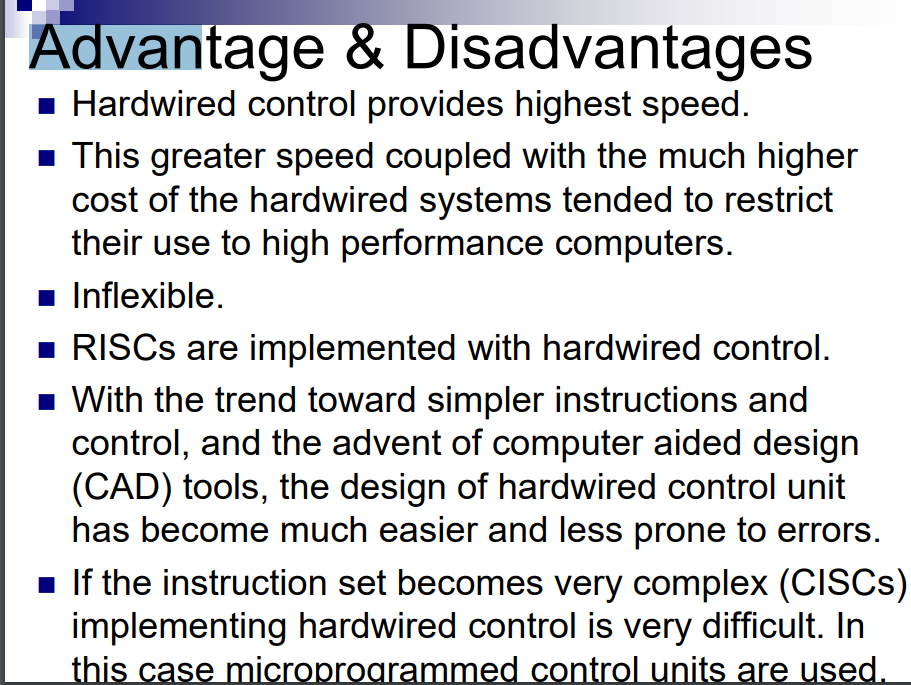 Advantage & Disadvantages
Hardwired control provides highest speed.
This greater speed coupled with the much higher
cost of the hardwired systems tended to restrict
their use to high performance computers.
Inflexible.
RISCs are implemented with hardwired control.
With the trend toward simpler instructions and
control, and the advent of computer aided design
(CAD) tools, the design of hardwired control unit
has become much easier and less prone to errors.
If the instruction set becomes very complex (CISCs)
implementing hardwired control is very difficult. In
this case microprogrammed control units are used.